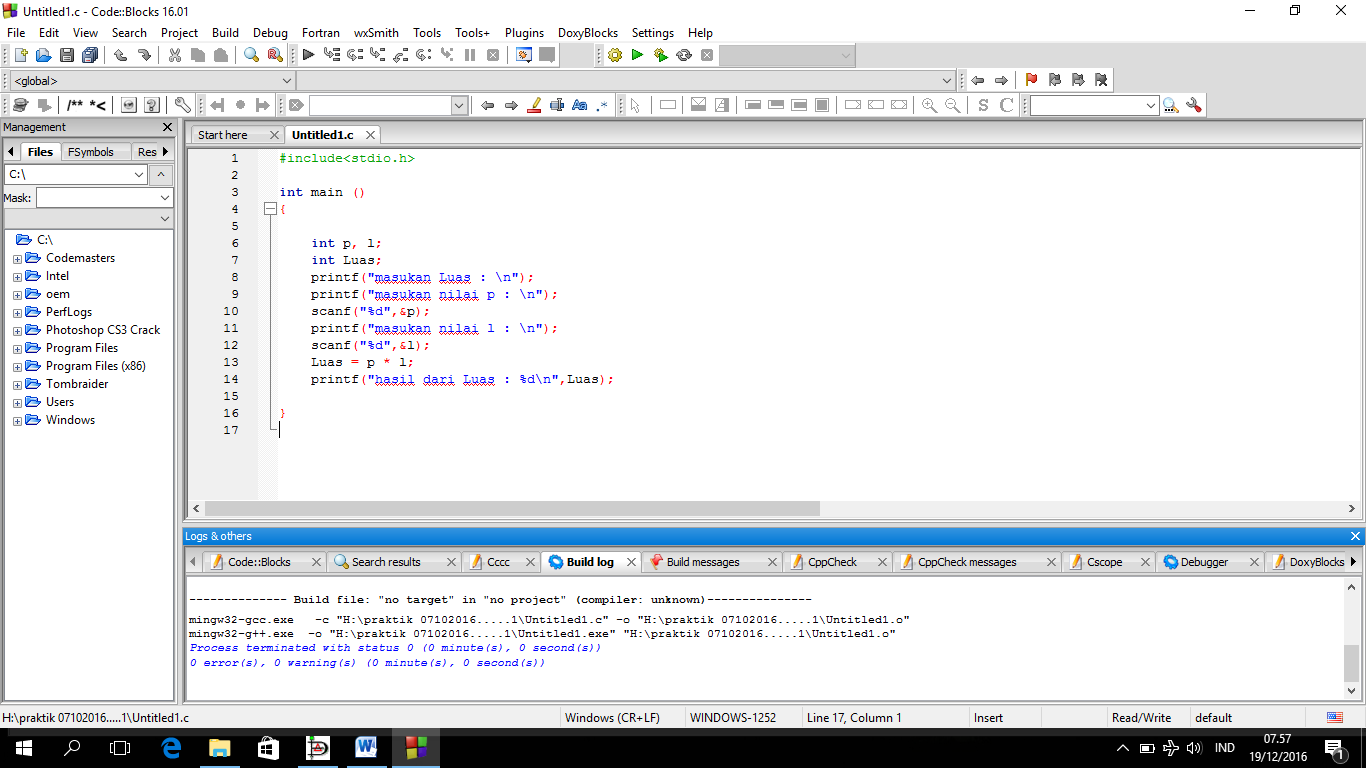 Untitled1.c - Code::Blocks 16.01
File Edit View Search Project Build Debug Fortran wxSmith Tools Tools+ Plugins DoxyBlocks Settings Help
<global>
/** *<
Aa .*
S C
Management
Files FSymbols Res
C:\
Mask:
C:\
Codemasters
Intel
oem
PerfLogs
Photoshop CS3 Crack
Program Files
Program Files (x86)
Tombraider
Users
Windows
Start here Untitled1.c
1 #include<stdio.h>
2
3 int main ()
4 {
5
6 int p, l;
7 int Luas;
8 printf("masukan Luas : \n");
9 printf("masukan nilai p : \n");
10 scanf("%d",&p);
11 printf("masukan nilai l : \n");
12 scanf("%d",&l);
13 Luas = p * l;
14 printf("hasil dari Luas : %d\n",Luas);
15
16 }
17
Logs & others
Code::Blocks Search results Cccc Build log Build messages CppCheck CppCheck messages Cscope Debugger DoxyBlocks
-------------- Build file: "no target" in "no project" (compiler: unknown)---------------
mingw32-gcc.exe -c "H:\praktik 07102016.....1\Untitled1.c" -o "H:\praktik 07102016.....1\Untitled1.o"
mingw32-g++.exe -o "H:\praktik 07102016.....1\Untitled1.exe" "H:\praktik 07102016.....1\Untitled1.o"
Process terminated with status 0 (0 minute(s), 0 second(s))
0 error(s), 0 warning(s) (0 minute(s), 0 second(s))
H:\praktik 07102016.....1\Untitled1.c Windows (CR+LF) WINDOWS-1252 Line 17, Column 1 Insert Read/Write default
IND
07.57
19/12/2016
1